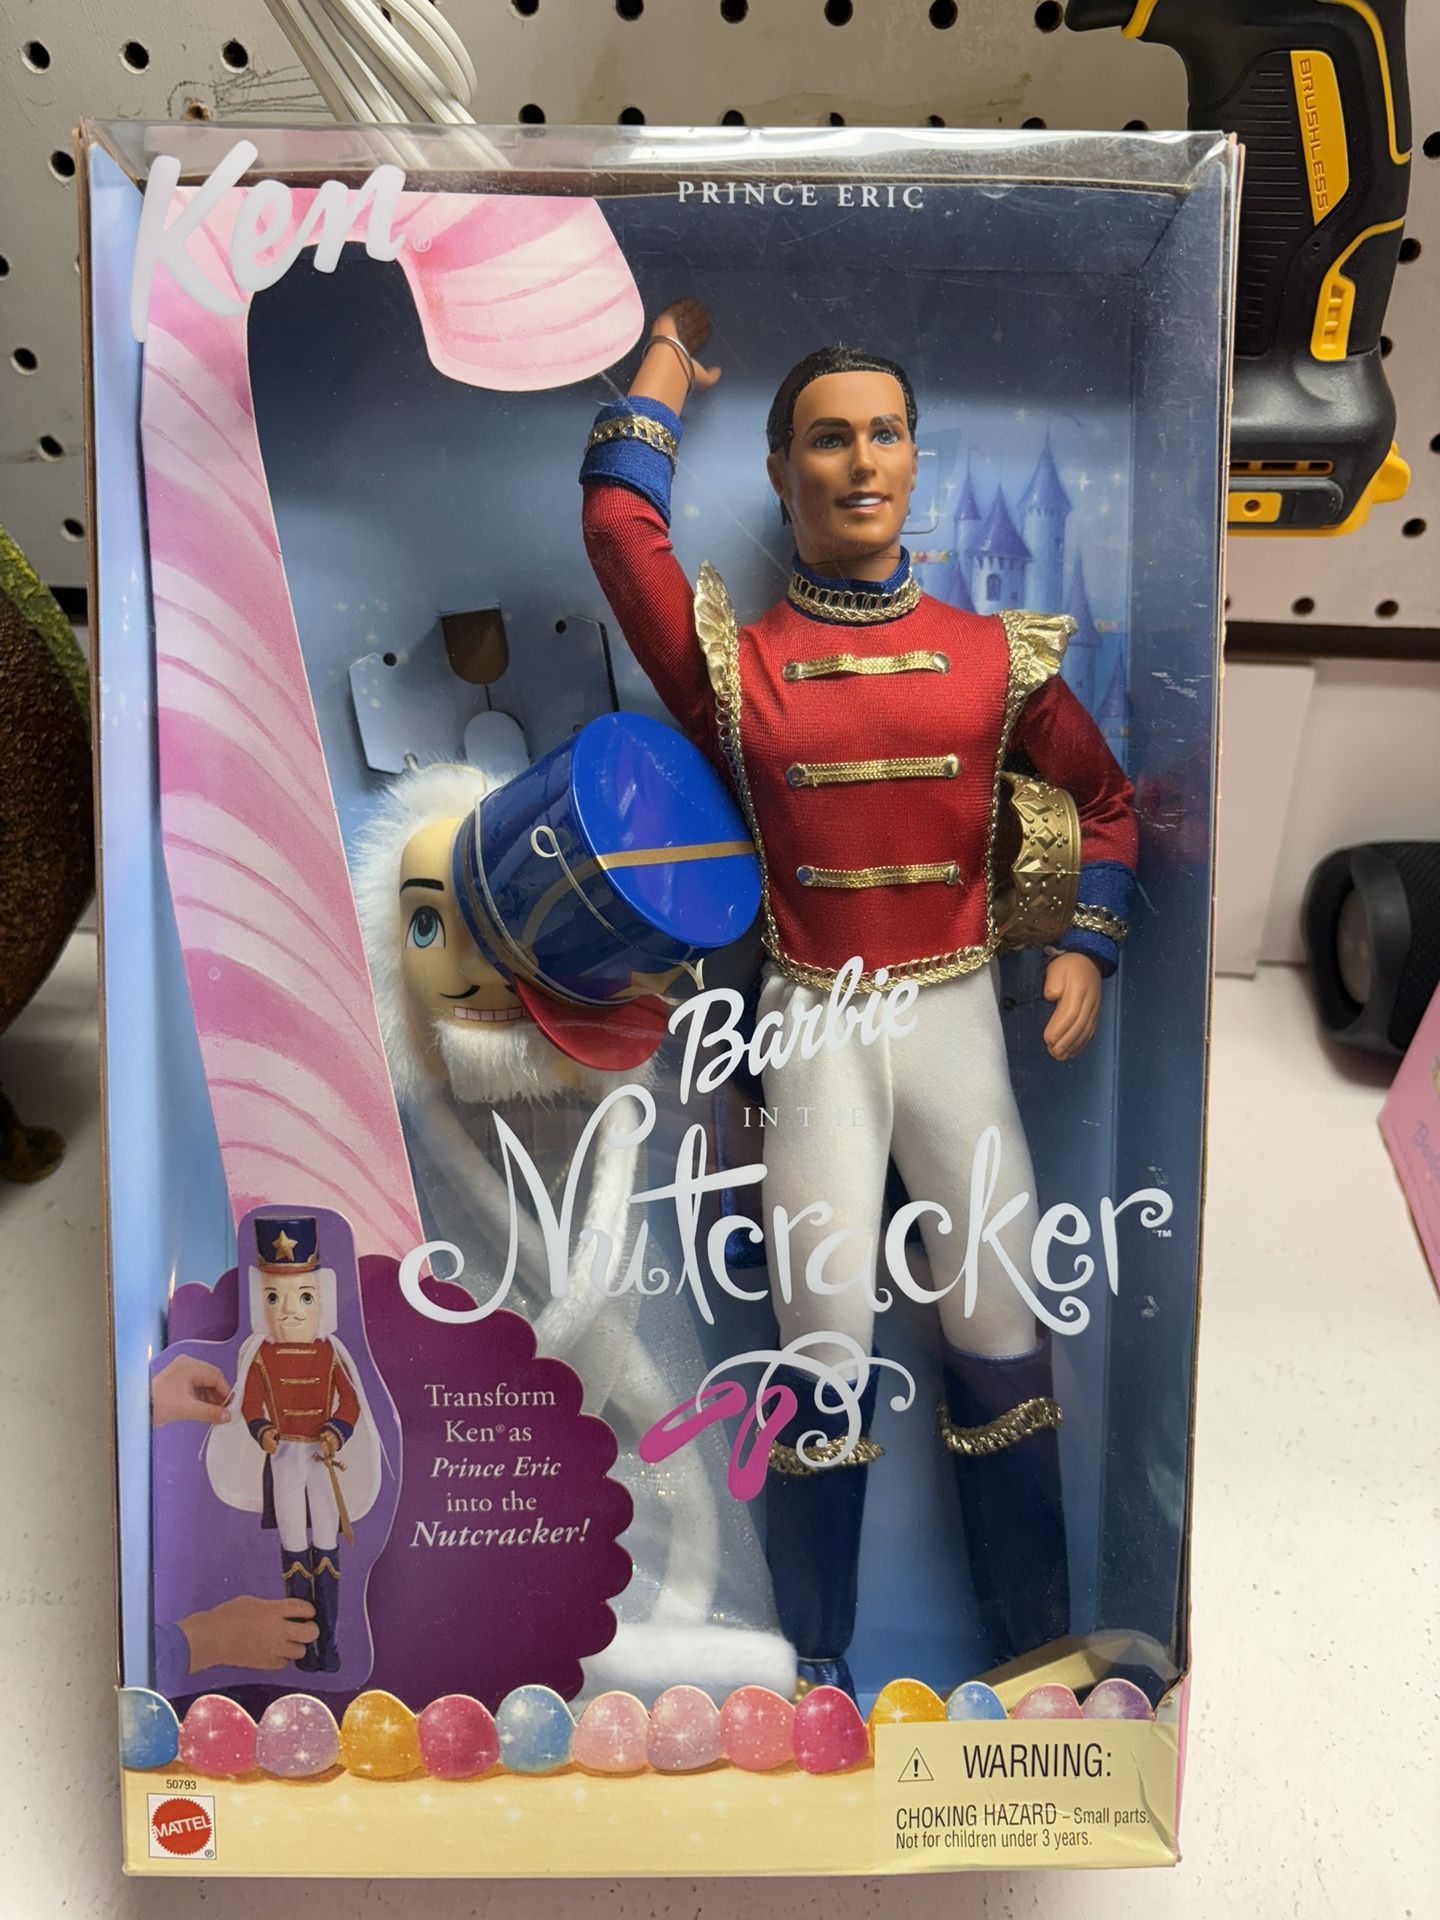 Ken®
PRINCE ERIC
BRUSHLESS
Barbie
IN THE
Nutcracker™
Transform
Ken® as
Prince Eric
into the
Nutcracker!
50793
MATTEL®
WARNING:
CHOKING HAZARD – Small parts.
Not for children under 3 years.